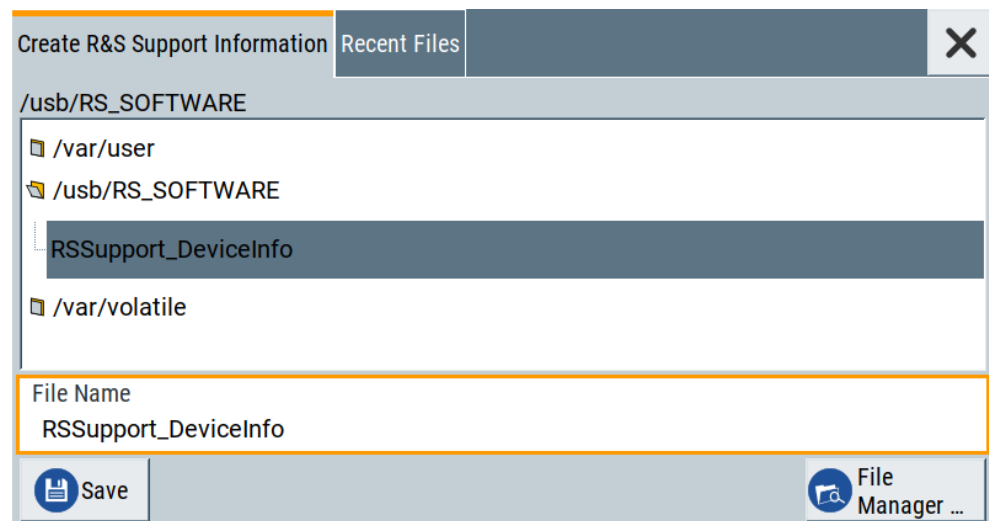 Create R&S Support Information
Recent Files
/usb/RS_SOFTWARE
/var/user
/usb/RS_SOFTWARE
RSSupport_DeviceInfo
/var/volatile
File Name
RSSupport_DeviceInfo
Save
File
Manager ...